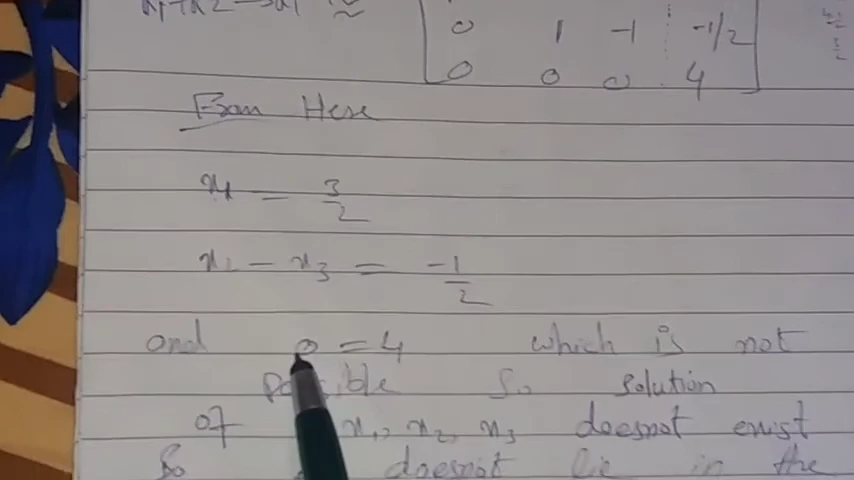 0 1 -1 -1/2
0 0 0 4
From Here
x1 = 3/2
x2 - x3 = -1/2
and 0 = 4 which is not
possible So solution
of x1, x2, x3 doesnot exist
So doesnot lie in the